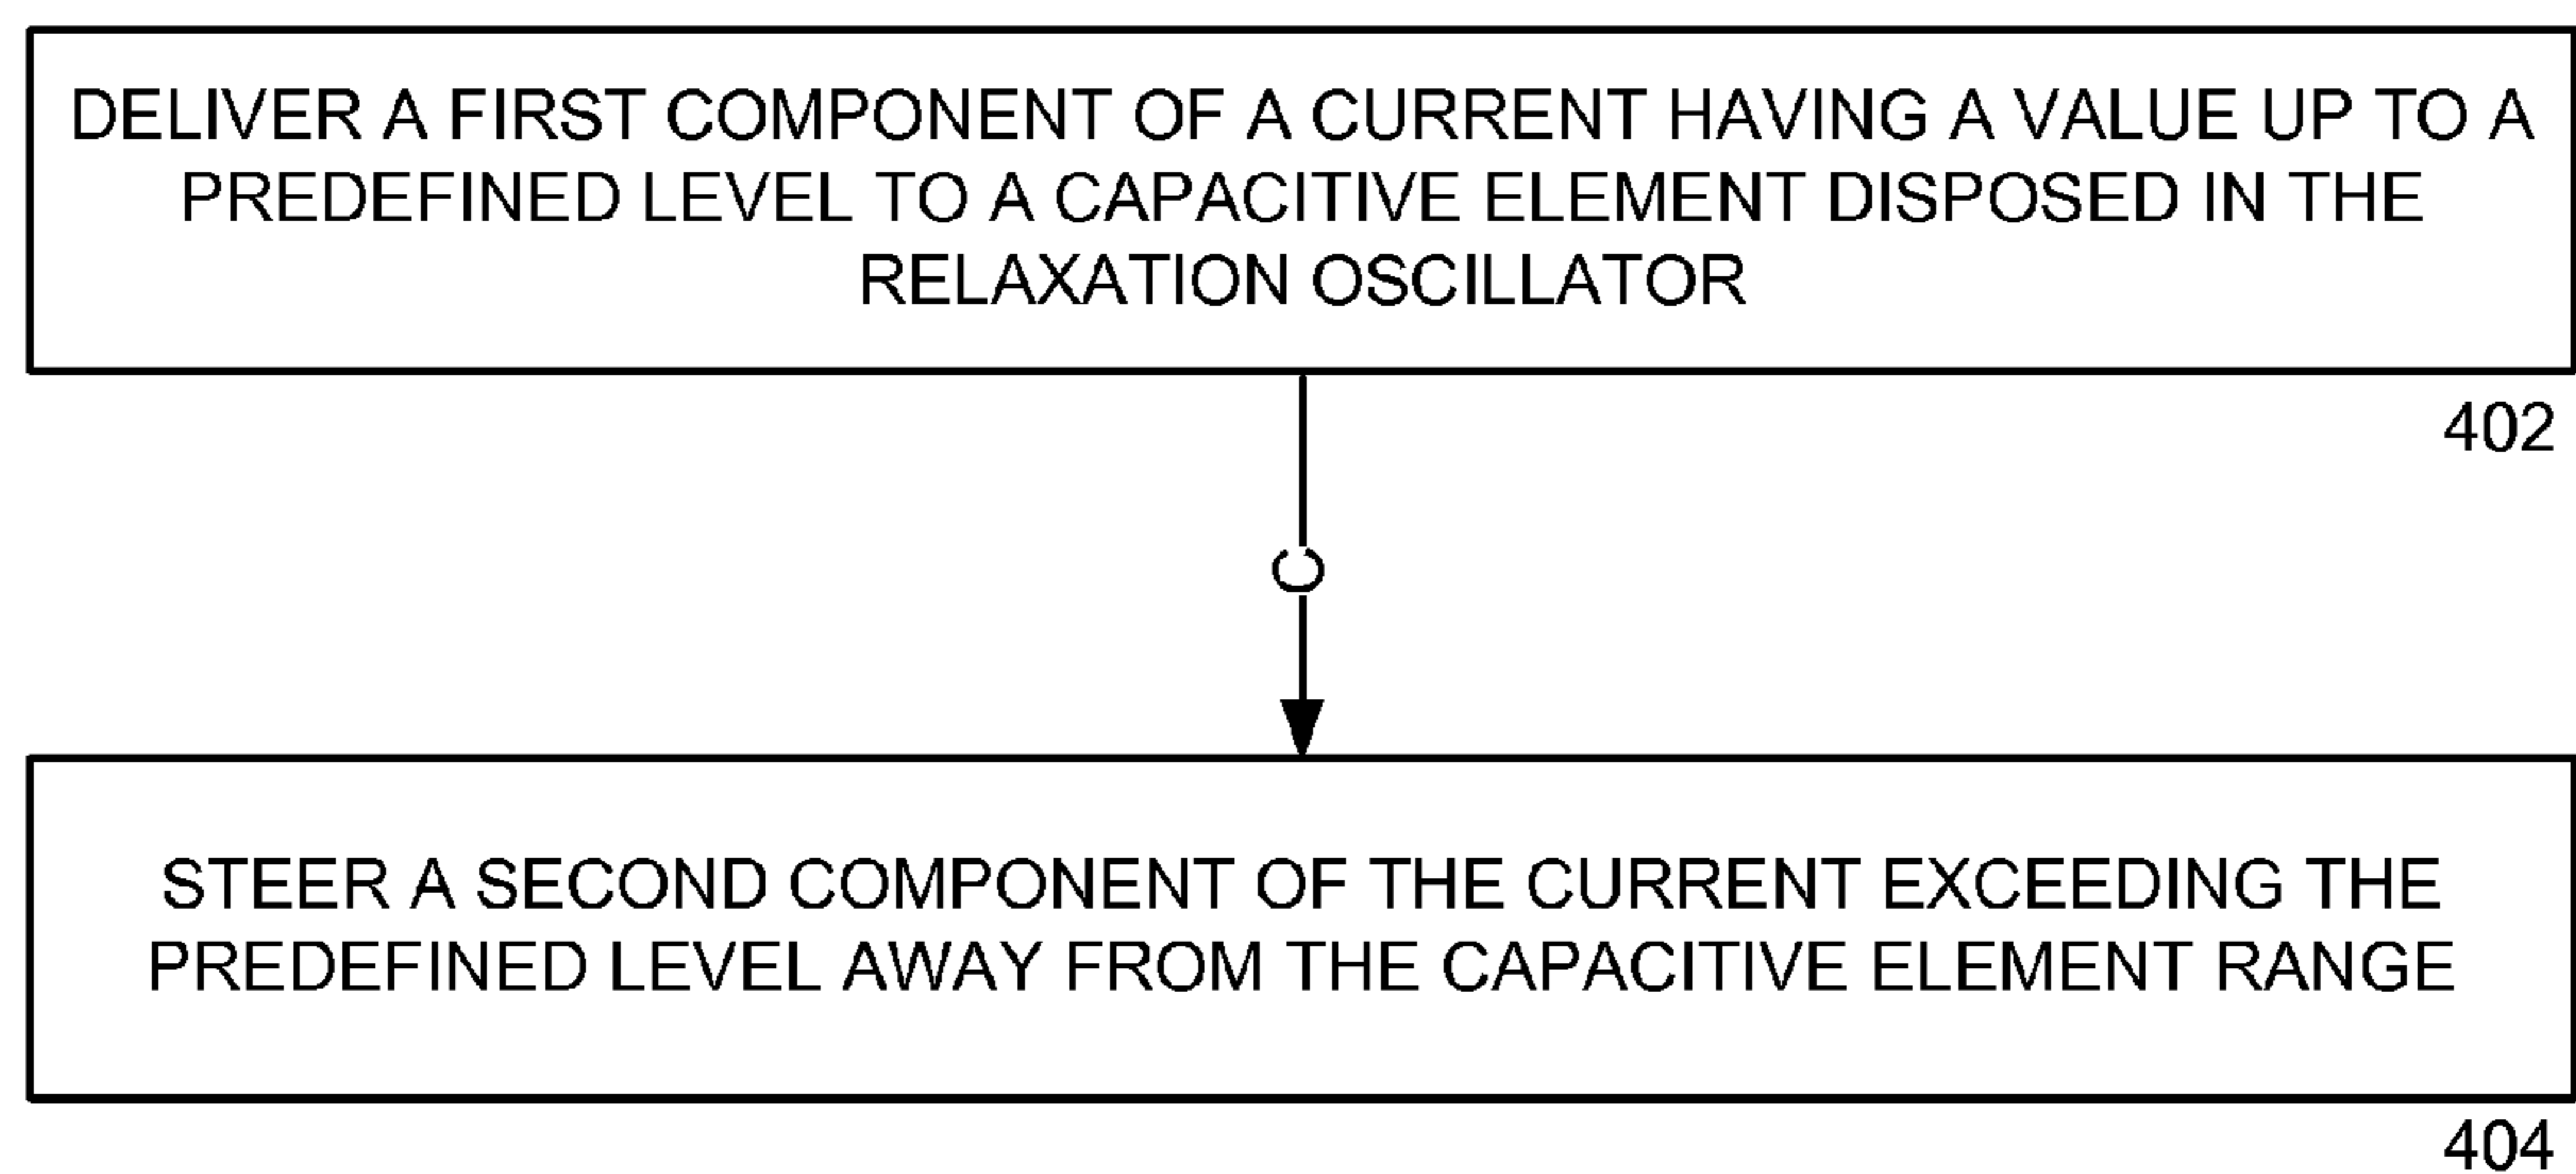 DELIVER A FIRST COMPONENT OF A CURRENT HAVING A VALUE UP TO A
PREDEFINED LEVEL TO A CAPACITIVE ELEMENT DISPOSED IN THE
RELAXATION OSCILLATOR
402
C
STEER A SECOND COMPONENT OF THE CURRENT EXCEEDING THE
PREDEFINED LEVEL AWAY FROM THE CAPACITIVE ELEMENT RANGE
404